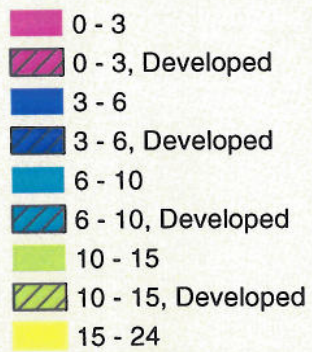 0 - 3
0 - 3, Developed
3 - 6
3 - 6, Developed
6 - 10
6 - 10, Developed
10 - 15
10 - 15, Developed
15 - 24